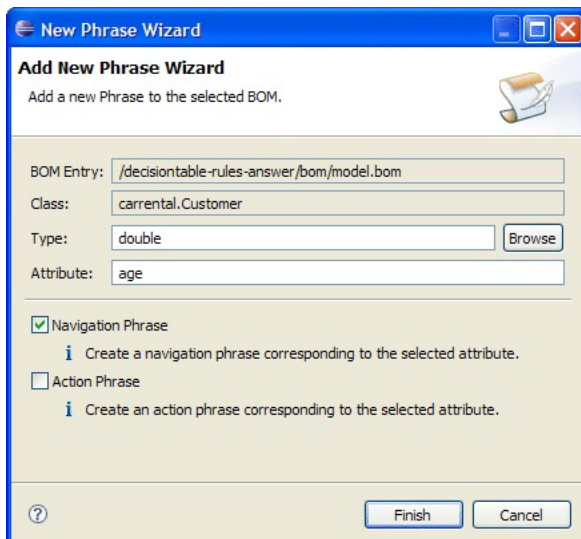 New Phrase Wizard
Add New Phrase Wizard
Add a new Phrase to the selected BOM.
BOM Entry: /decisiontable-rules-answer/bom/model.bom
Class: carrental.Customer
Type: double Browse
Attribute: age
Navigation Phrase
i Create a navigation phrase corresponding to the selected attribute.
Action Phrase
i Create an action phrase corresponding to the selected attribute.
? Finish Cancel